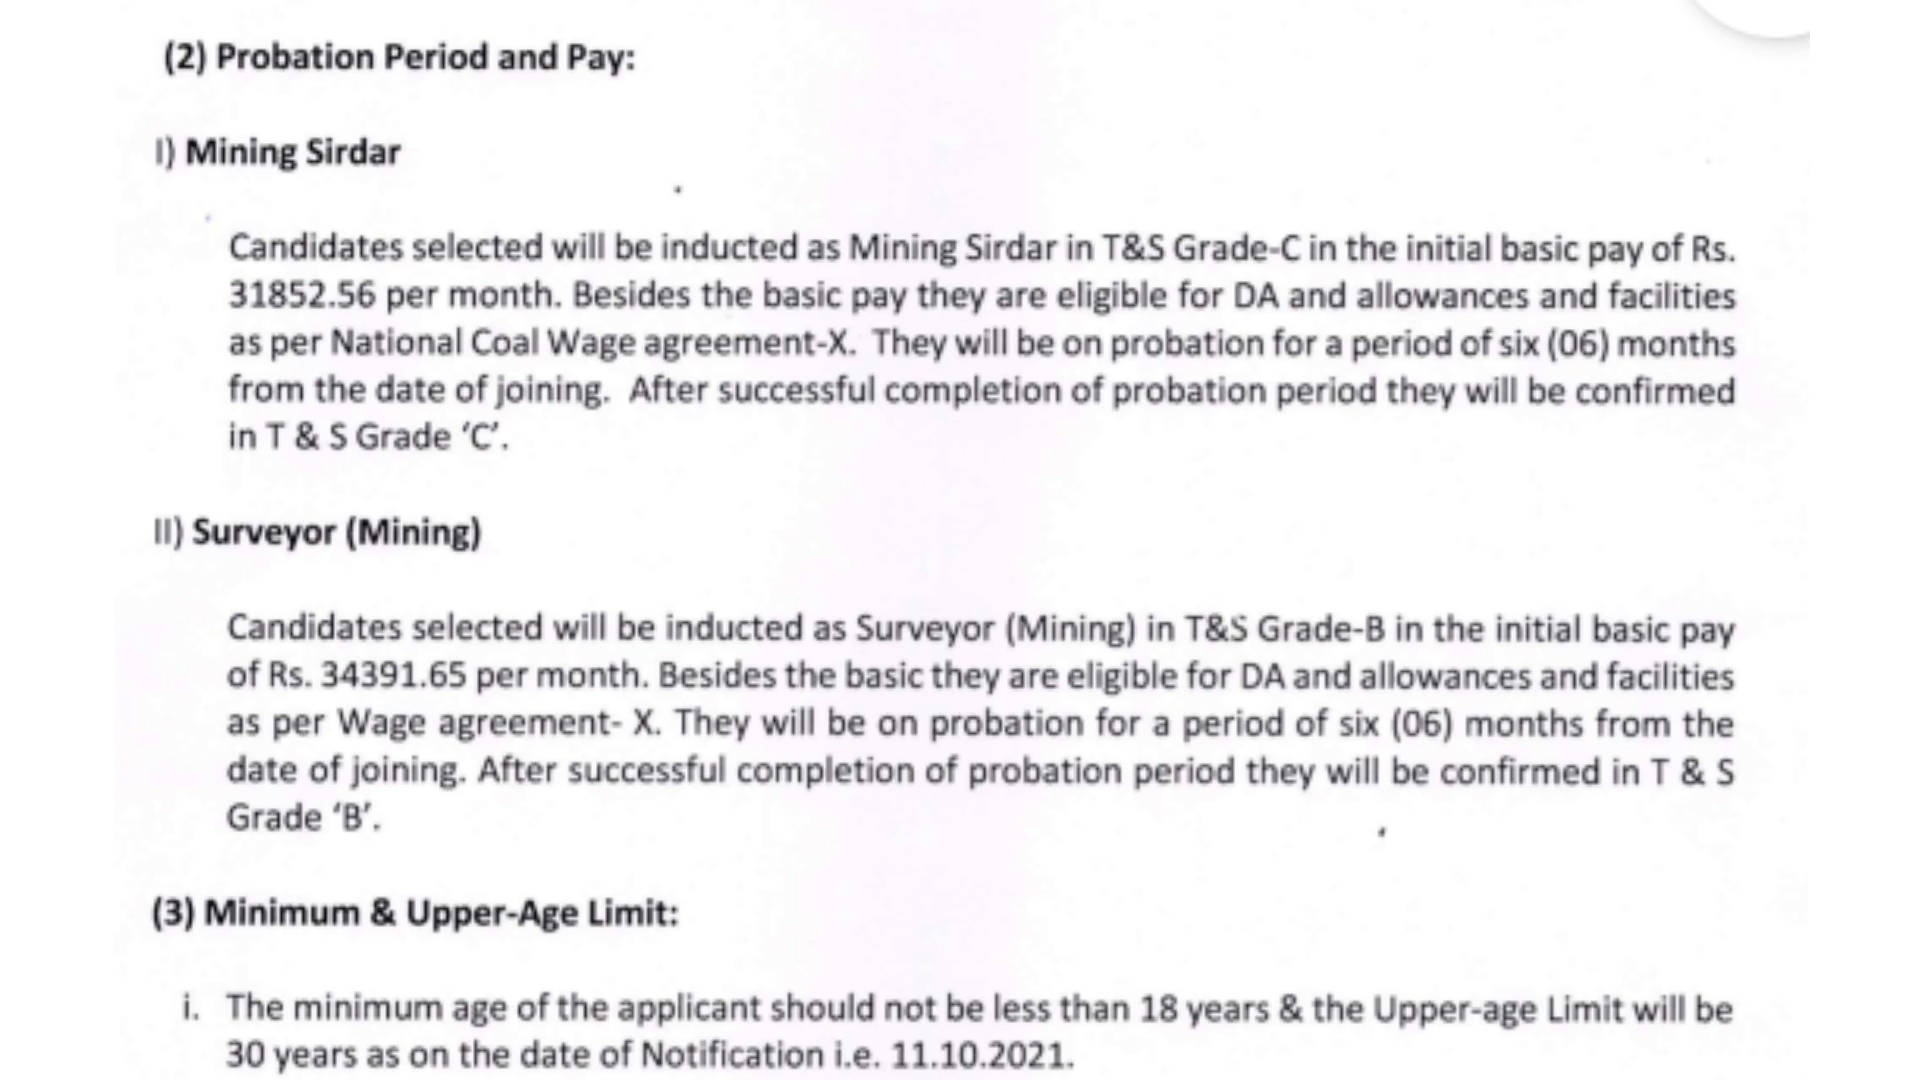 (2) Probation Period and Pay:
I) Mining Sirdar
Candidates selected will be inducted as Mining Sirdar in T&S Grade-C in the initial basic pay of Rs.
31852.56 per month. Besides the basic pay they are eligible for DA and allowances and facilities
as per National Coal Wage agreement-X. They will be on probation for a period of six (06) months
from the date of joining. After successful completion of probation period they will be confirmed
in T & S Grade ‘C’.
II) Surveyor (Mining)
Candidates selected will be inducted as Surveyor (Mining) in T&S Grade-B in the initial basic pay
of Rs. 34391.65 per month. Besides the basic they are eligible for DA and allowances and facilities
as per Wage agreement- X. They will be on probation for a period of six (06) months from the
date of joining. After successful completion of probation period they will be confirmed in T & S
Grade ‘B’.
(3) Minimum & Upper-Age Limit:
i. The minimum age of the applicant should not be less than 18 years & the Upper-age Limit will be
30 years as on the date of Notification i.e. 11.10.2021.